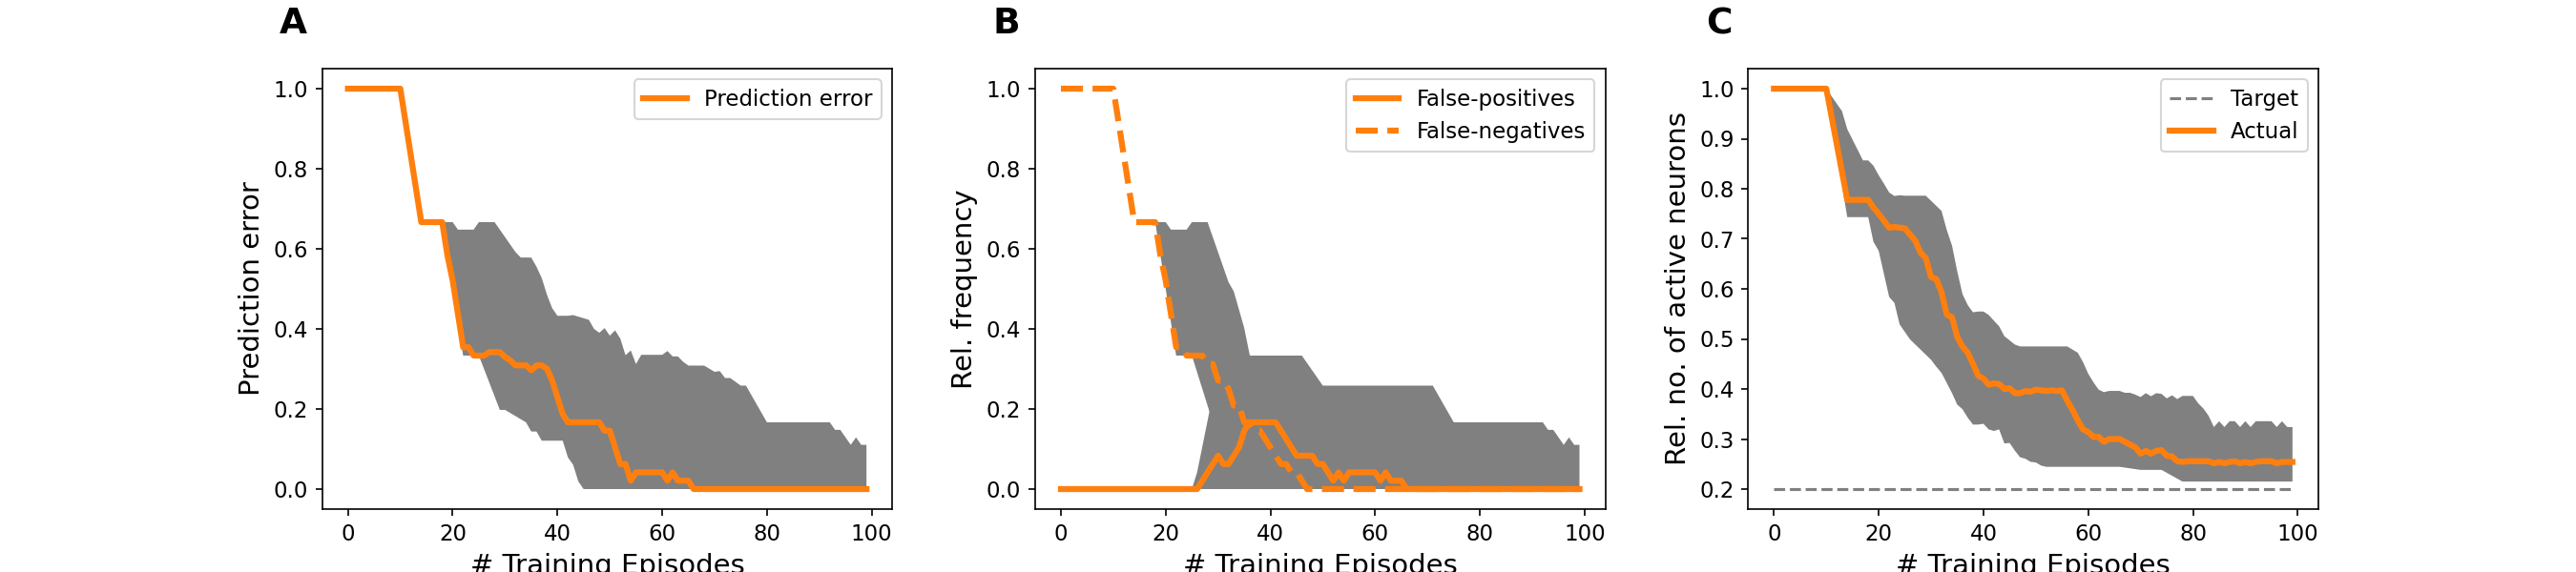 A
Prediction error
1.0
0.8
0.6
0.4
0.2
0.0
Prediction error
0
20
40
60
80
100
# Training Episodes
B
Rel. frequency
1.0
0.8
0.6
0.4
0.2
0.0
False-positives
False-negatives
0
20
40
60
80
100
# Training Episodes
C
Rel. no. of active neurons
1.0
0.9
0.8
0.7
0.6
0.5
0.4
0.3
0.2
Target
Actual
0
20
40
60
80
100
# Training Episodes